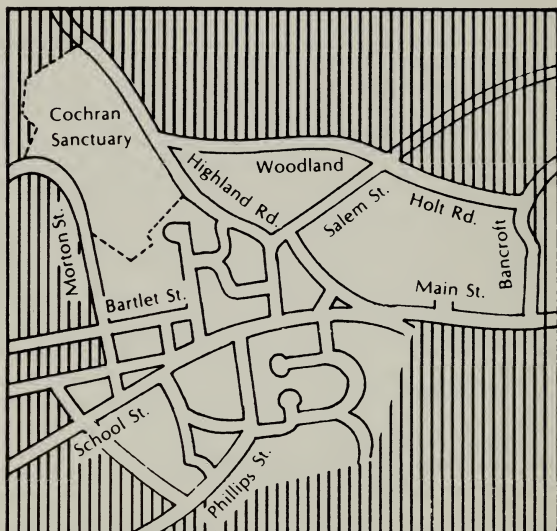 Cochran
Sanctuary
Woodland
Highland Rd.
Salem St.
Holt Rd.
Bancroft
Morton St.
Bartlet St.
Main St.
School St.
Phillips St.